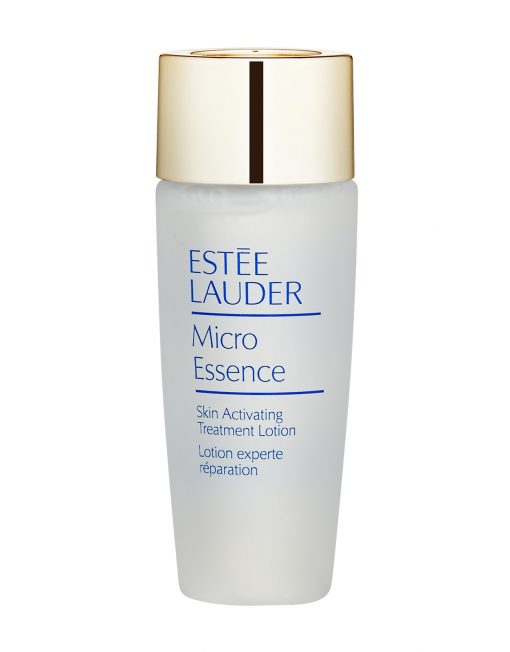 ESTĒE
LAUDER
Micro
Essence
Skin Activating
Treatment Lotion
Lotion experte
réparation